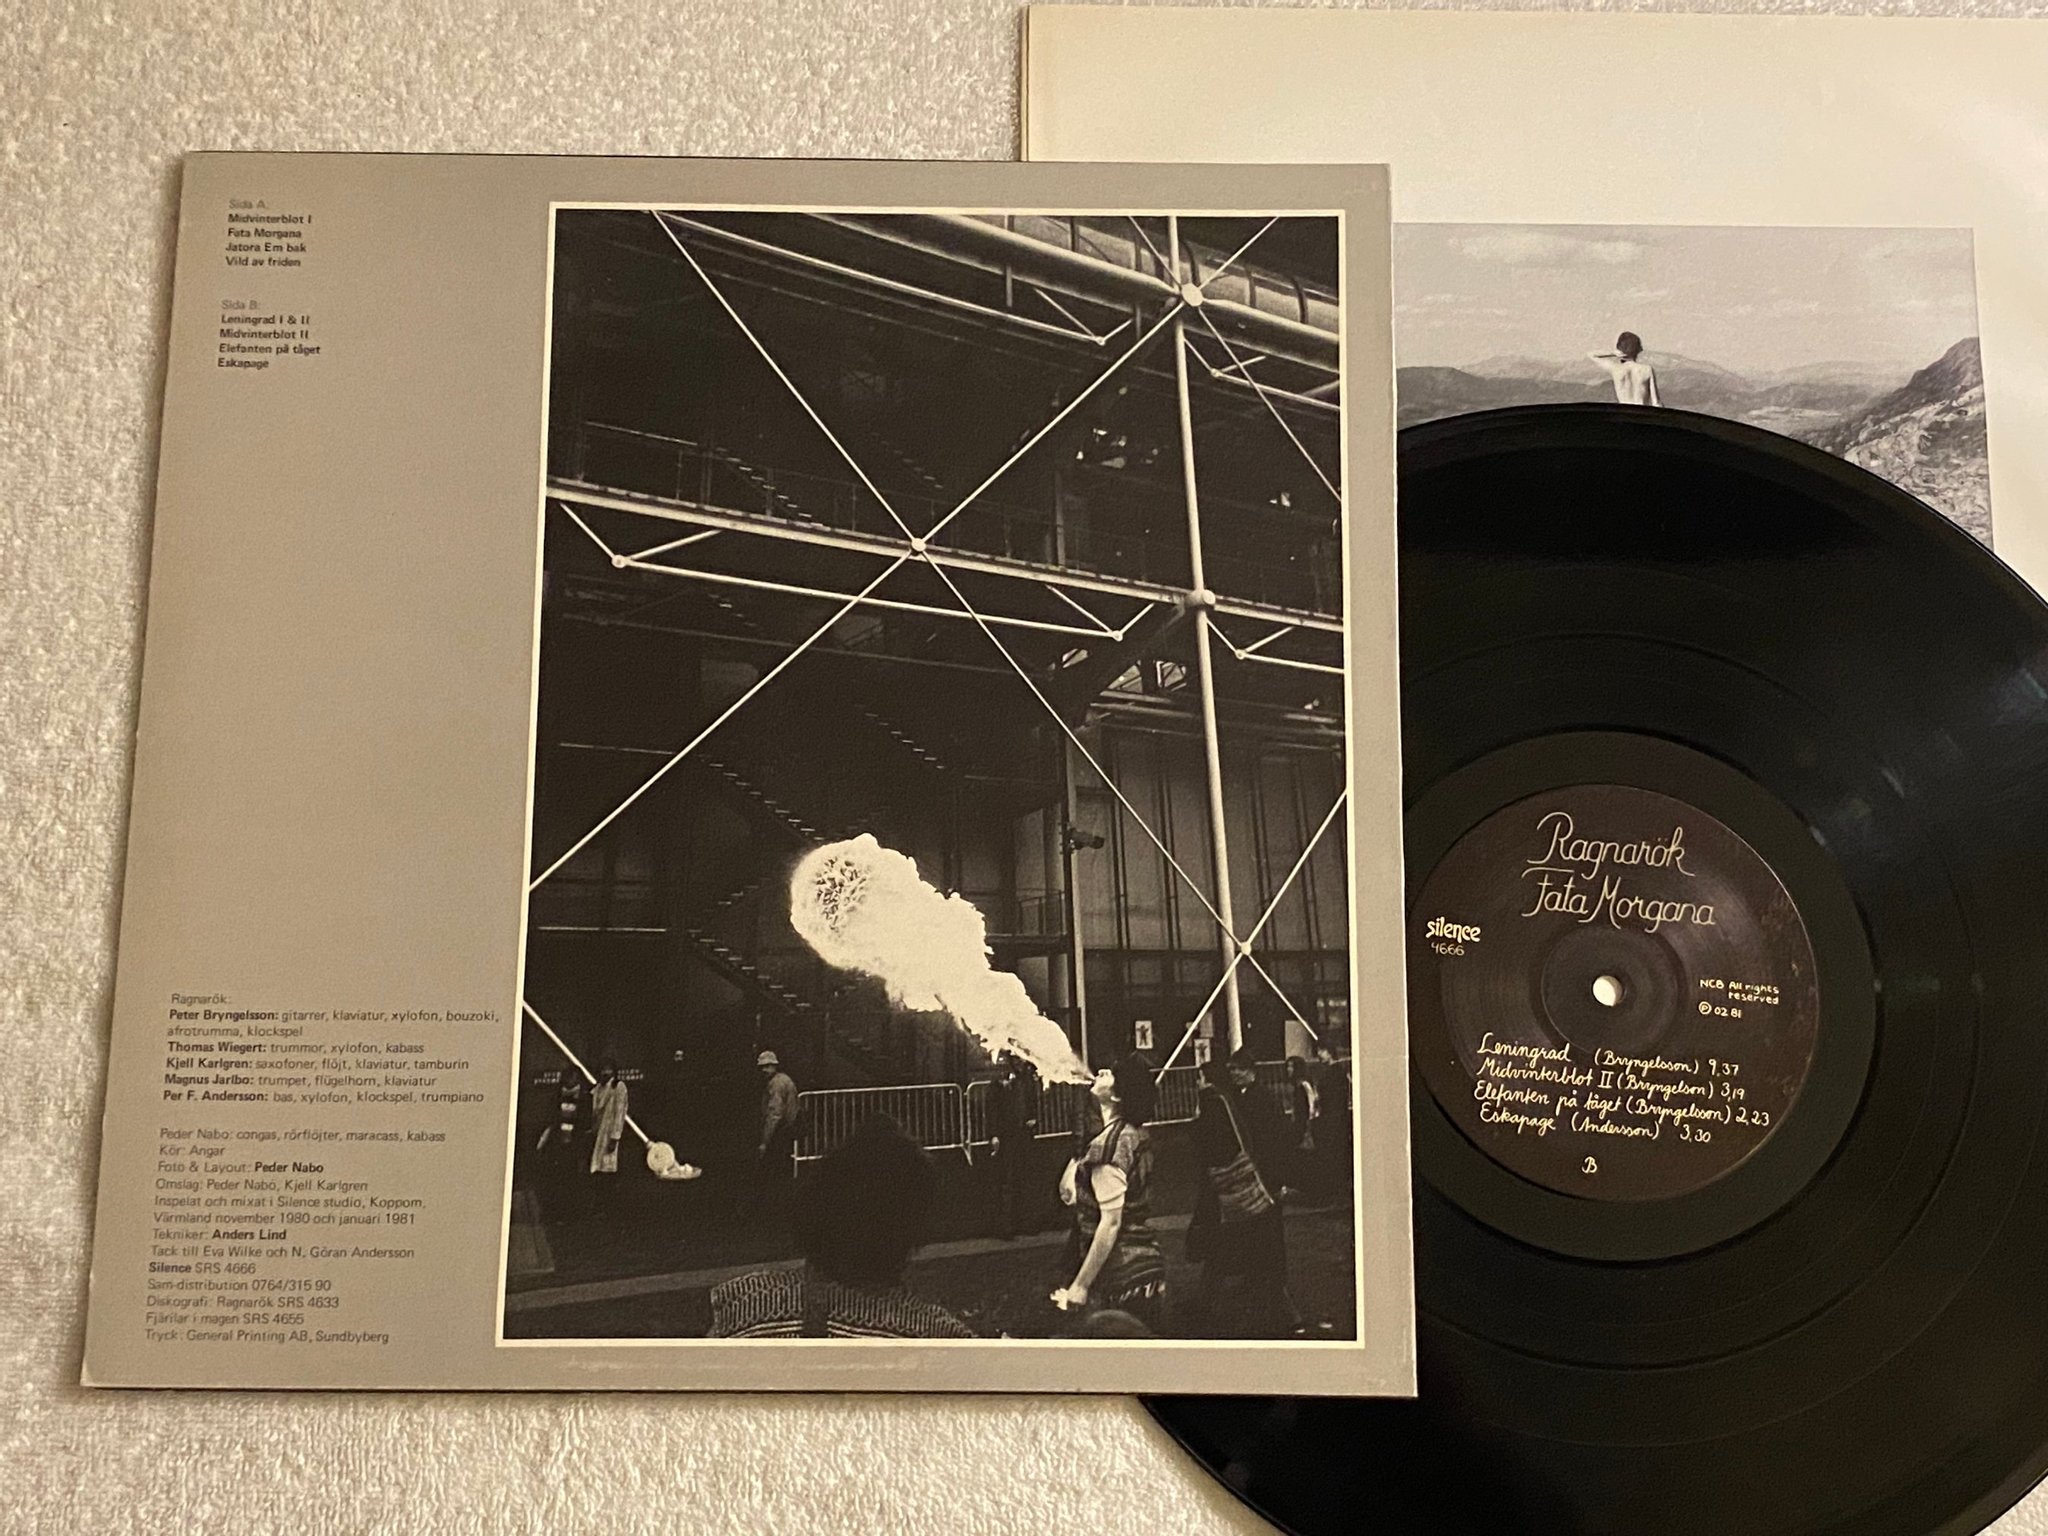 Sida A:
Midvinterblot I
Fata Morgana
Jatora Em bak
Vild av friden
Sida B:
Leningrad I & II
Midvinterblot II
Elefanten på tåget
Eskapage
Ragnarök:
Peter Bryngelsson: gitarrer, klaviatur, xylofon, bouzoki,
afrotrumma, klockspel
Thomas Wiegert: trummor, xylofon, kabass
Kjell Karlgren: saxofoner, flöjt, klaviatur, tamburin
Magnus Jarlbo: trumpet, flügelhorn, klaviatur
Per F. Andersson: bas, xylofon, klockspel, trumpiano
Peder Nabo: congas, rörflöjter, maracass, kabass
Kör: Angar
Foto & Layout: Peder Nabo
Omslag: Peder Nabo, Kjell Karlgren
Inspelat och mixat i Silence studio, Koppom,
Värmland november 1980 och januari 1981
Tekniker: Anders Lind
Tack till Eva Wilke och N. Göran Andersson
Silence SRS 4666
Sam-distribution 0764/315 90
Diskografi: Ragnarök SRS 4633
Fjärilar i magen SRS 4655
Tryck: General Printing AB, Sundbyberg
Ragnarök
Fata Morgana
silence
4666
NCB All rights
reserved
℗ 02 81
Leningrad (Bryngelsson) 9,37
Midvinterblot II (Bryngelson) 3,19
Elefanten på tåget (Bryngelsson) 2,23
Eskapage (Andersson) 3,30
B